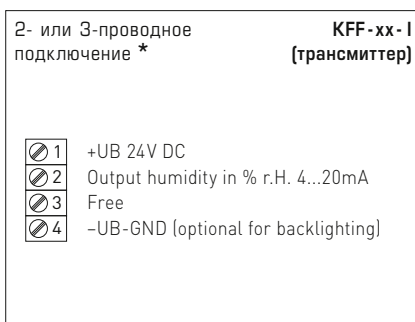 2- или 3-проводное
подключение *
KFF-xx-I
(трансмиттер)
1 +UB 24V DC
2 Output humidity in % r.H. 4...20mA
3 Free
4 –UB-GND (optional for backlighting)